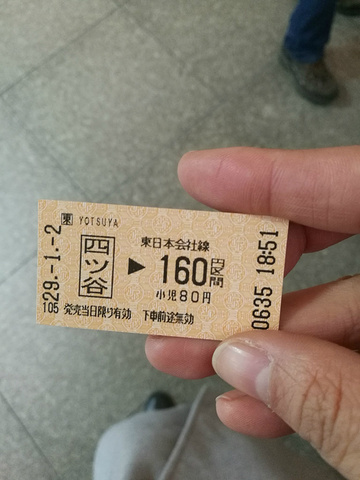 東 YOTSUYA
四ツ谷 ▶ 東日本会社線 160円区間
小児80円
発売当日限り有効 下車前途無効
29.-1.-2
105
0635 18:51